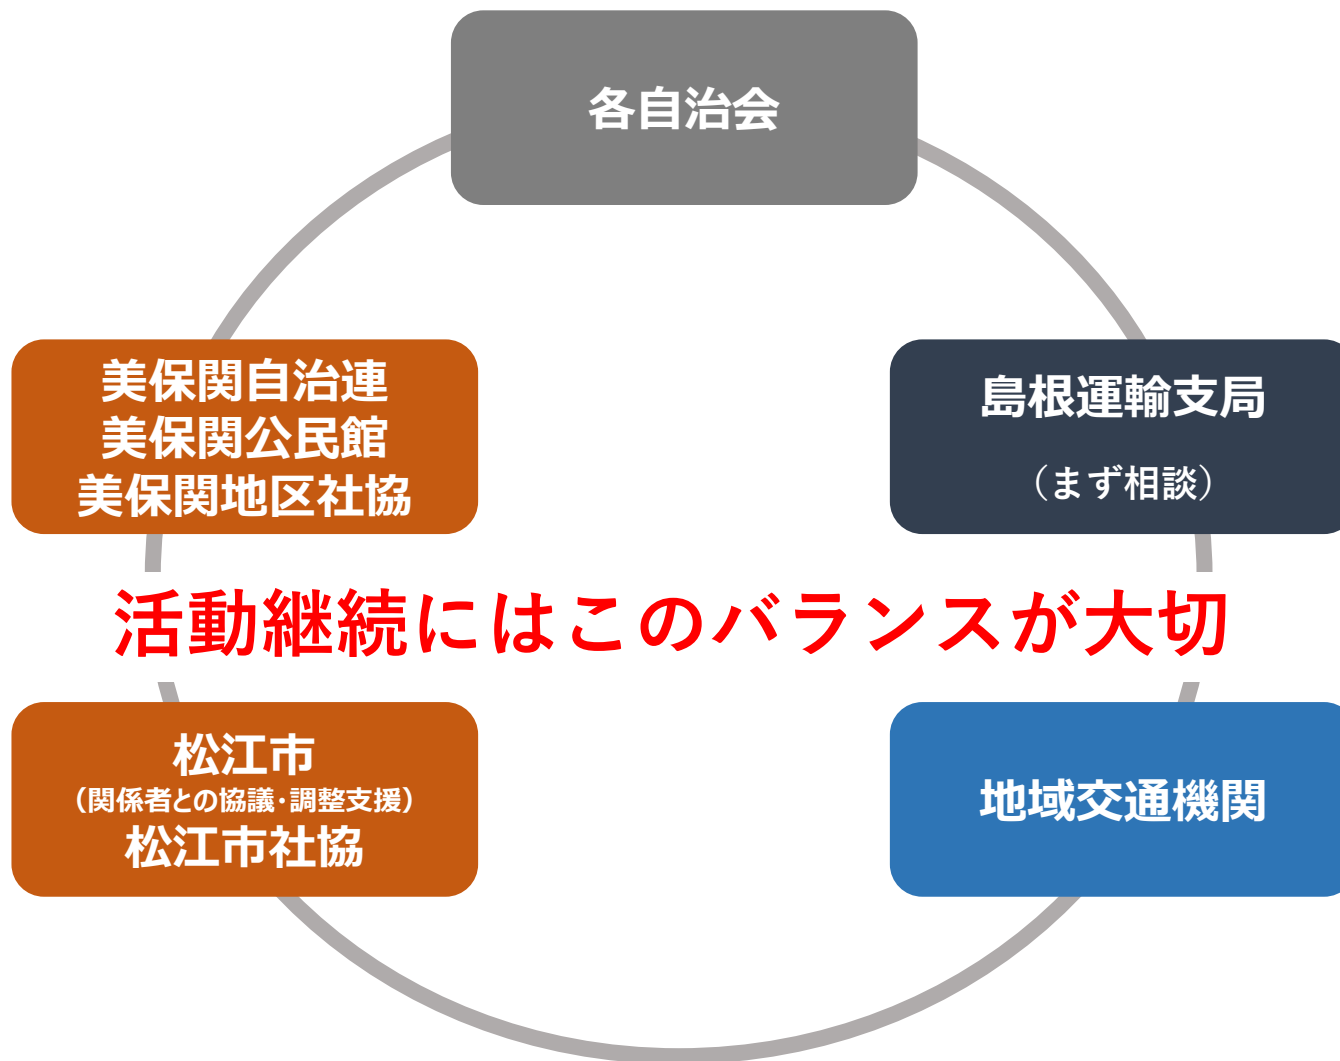 各自治会
美保関自治連
美保関公民館
美保関地区社協
島根運輸支局
（まず相談）
活動継続にはこのバランスが大切
松江市
（関係者との協議・調整支援）
松江市社協
地域交通機関